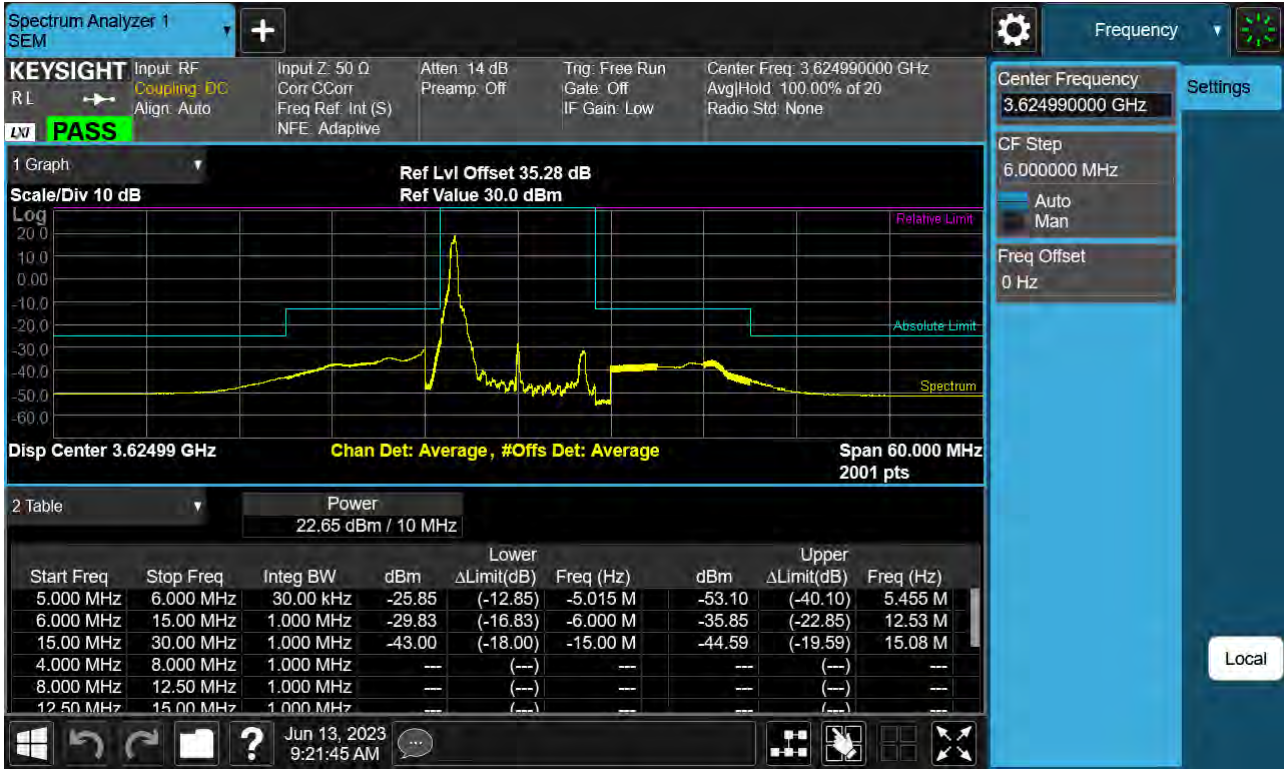 Spectrum Analyzer 1
SEM
+
Frequency
KEYSIGHT
R L
LXI
PASS
Input: RF
Coupling: DC
Align: Auto
Input Z: 50 Ω
Corr CCorr
Freq Ref: Int (S)
NFE: Adaptive
Atten: 14 dB
Preamp: Off
Trig: Free Run
Gate: Off
IF Gain: Low
Center Freq: 3.624990000 GHz
Avg|Hold: 100.00% of 20
Radio Std: None
Center Frequency
3.624990000 GHz
Settings
CF Step
6.000000 MHz
Auto
Man
Freq Offset
0 Hz
Local
1 Graph
Scale/Div 10 dB
Ref Lvl Offset 35.28 dB
Ref Value 30.0 dBm
Log
20.0
10.0
0.00
-10.0
-20.0
-30.0
-40.0
-50.0
-60.0
Relative Limit
Absolute Limit
Spectrum
Disp Center 3.62499 GHz
Chan Det: Average, #Offs Det: Average
Span 60.000 MHz
2001 pts
2 Table
Power
22.65 dBm / 10 MHz
Lower Upper
Start Freq Stop Freq Integ BW dBm ΔLimit(dB) Freq (Hz) dBm ΔLimit(dB) Freq (Hz)
5.000 MHz 6.000 MHz 30.00 kHz -25.85 (-12.85) -5.015 M -53.10 (-40.10) 5.455 M
6.000 MHz 15.00 MHz 1.000 MHz -29.83 (-16.83) -6.000 M -35.85 (-22.85) 12.53 M
15.00 MHz 30.00 MHz 1.000 MHz -43.00 (-18.00) -15.00 M -44.59 (-19.59) 15.08 M
4.000 MHz 8.000 MHz 1.000 MHz --- (---) --- --- (---) ---
8.000 MHz 12.50 MHz 1.000 MHz --- (---) --- --- (---) ---
12.50 MHz 15.00 MHz 1.000 MHz --- (---) --- --- (---) ---
?
Jun 13, 2023
9:21:45 AM